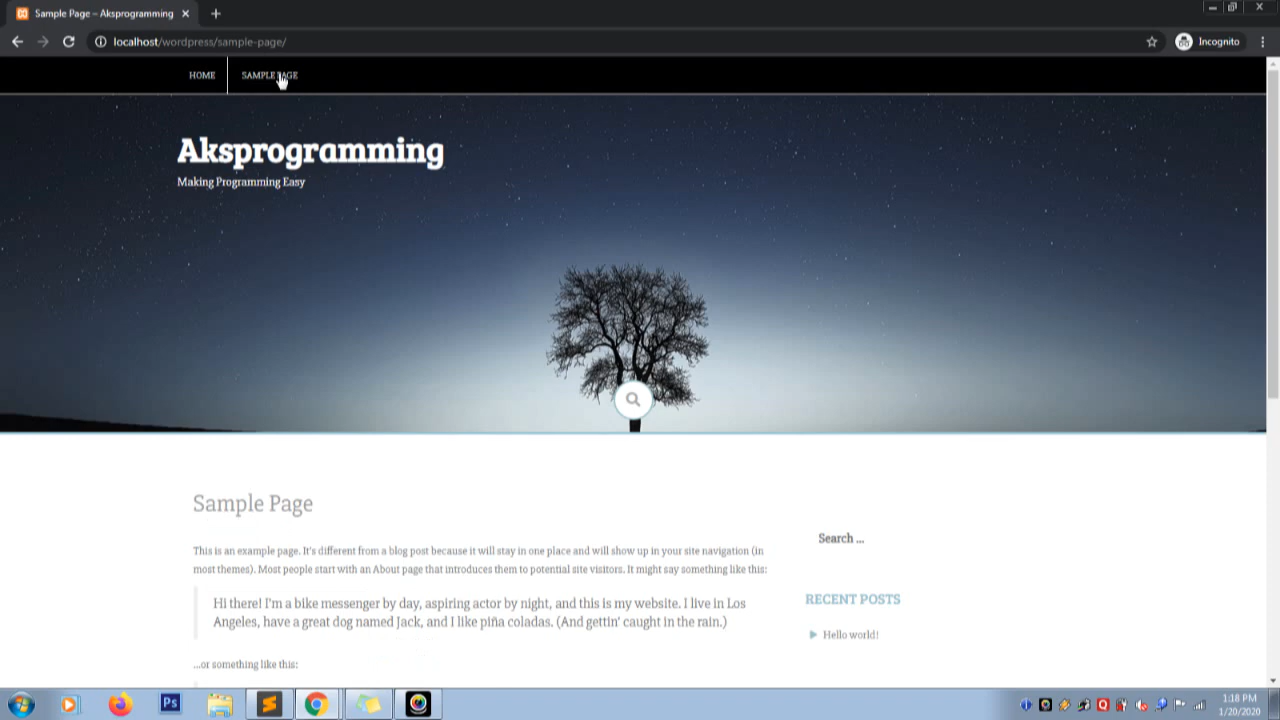 Sample Page – Aksprogramming
localhost/wordpress/sample-page/
Incognito
HOME
SAMPLE PAGE
Aksprogramming
Making Programming Easy
Sample Page
This is an example page. It's different from a blog post because it will stay in one place and will show up in your site navigation (in
most themes). Most people start with an About page that introduces them to potential site visitors. It might say something like this:
Hi there! I'm a bike messenger by day, aspiring actor by night, and this is my website. I live in Los
Angeles, have a great dog named Jack, and I like piña coladas. (And gettin' caught in the rain.)
...or something like this:
Search ...
RECENT POSTS
Hello world!
Ps
1:18 PM
1/20/2020